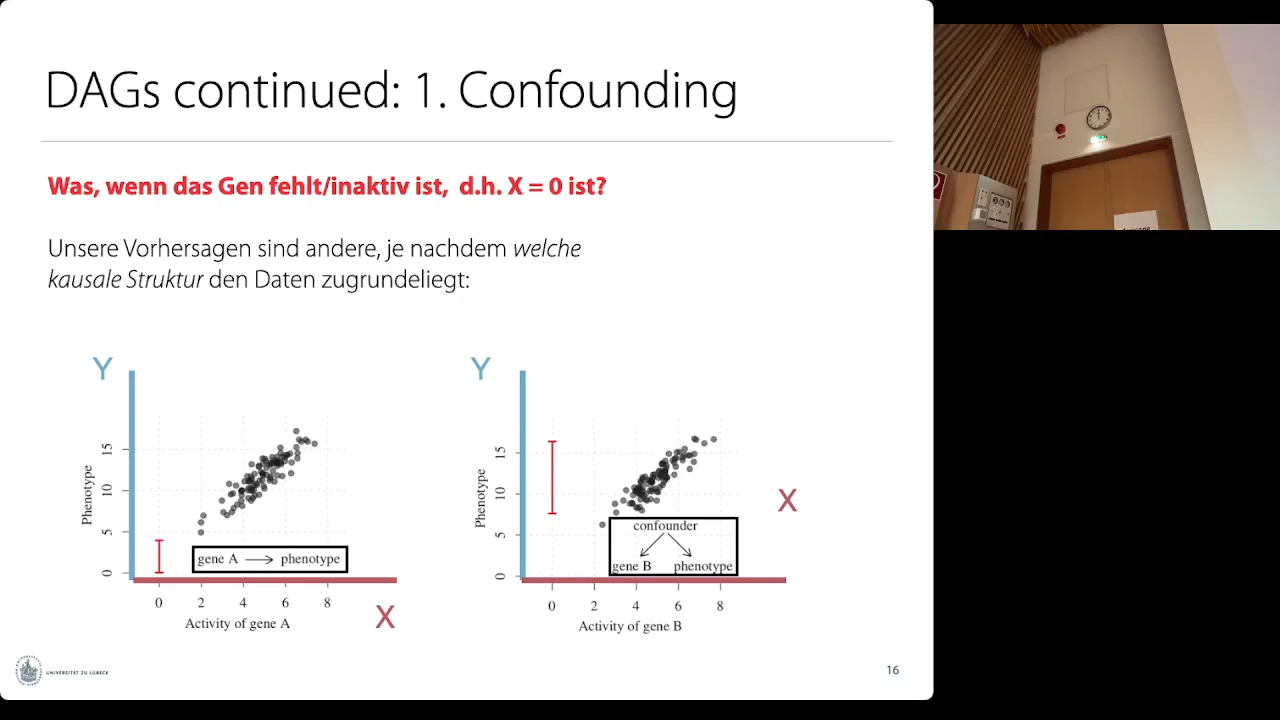 DAGs continued: 1. Confounding
Was, wenn das Gen fehlt/inaktiv ist, d.h. X = 0 ist?
Unsere Vorhersagen sind andere, je nachdem welche
kausale Struktur den Daten zugrundeliegt:
Y
Phenotype
15
10
5
0
gene A phenotype
0 2 4 6 8
Activity of gene A
X
Y
Phenotype
15
10
5
0
confounder
gene B phenotype
X
0 2 4 6 8
Activity of gene B
UNIVERSITÄT ZU LÜBECK
16